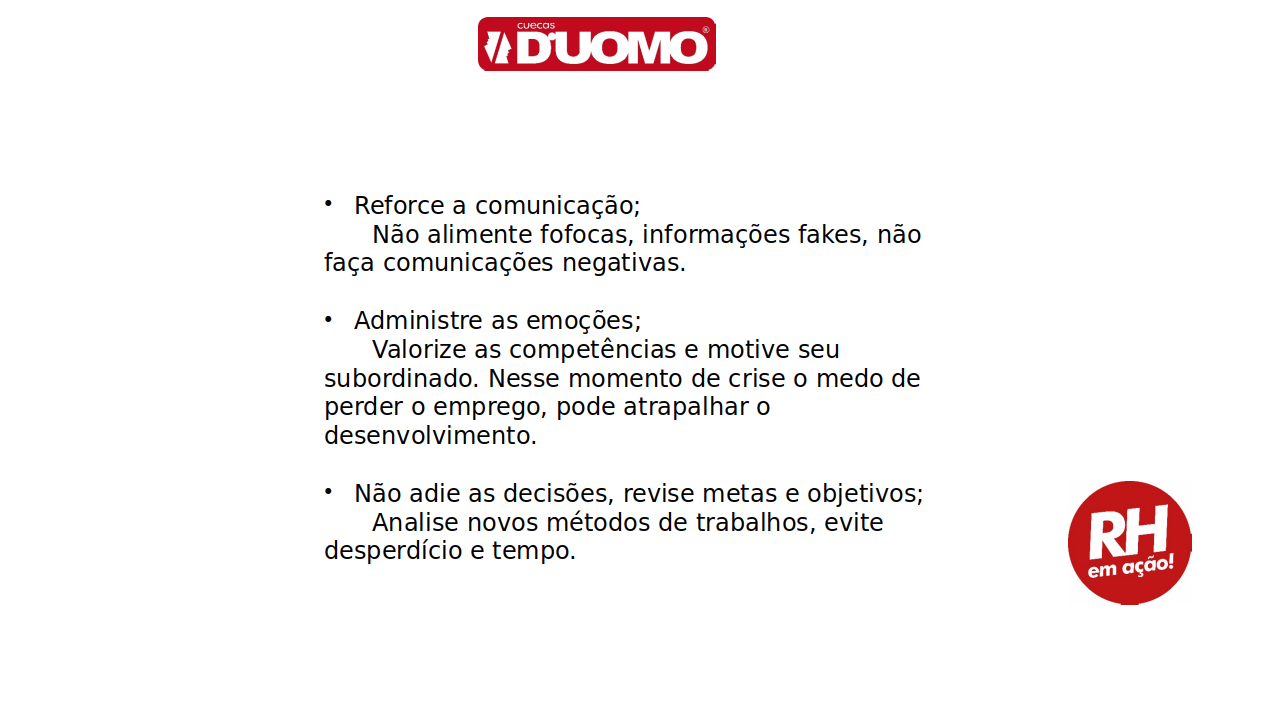 cuecas
D'UOMO®
• Reforce a comunicação;
Não alimente fofocas, informações fakes, não
faça comunicações negativas.
• Administre as emoções;
Valorize as competências e motive seu
subordinado. Nesse momento de crise o medo de
perder o emprego, pode atrapalhar o
desenvolvimento.
• Não adie as decisões, revise metas e objetivos;
Analise novos métodos de trabalhos, evite
desperdício e tempo.
RH
em ação!